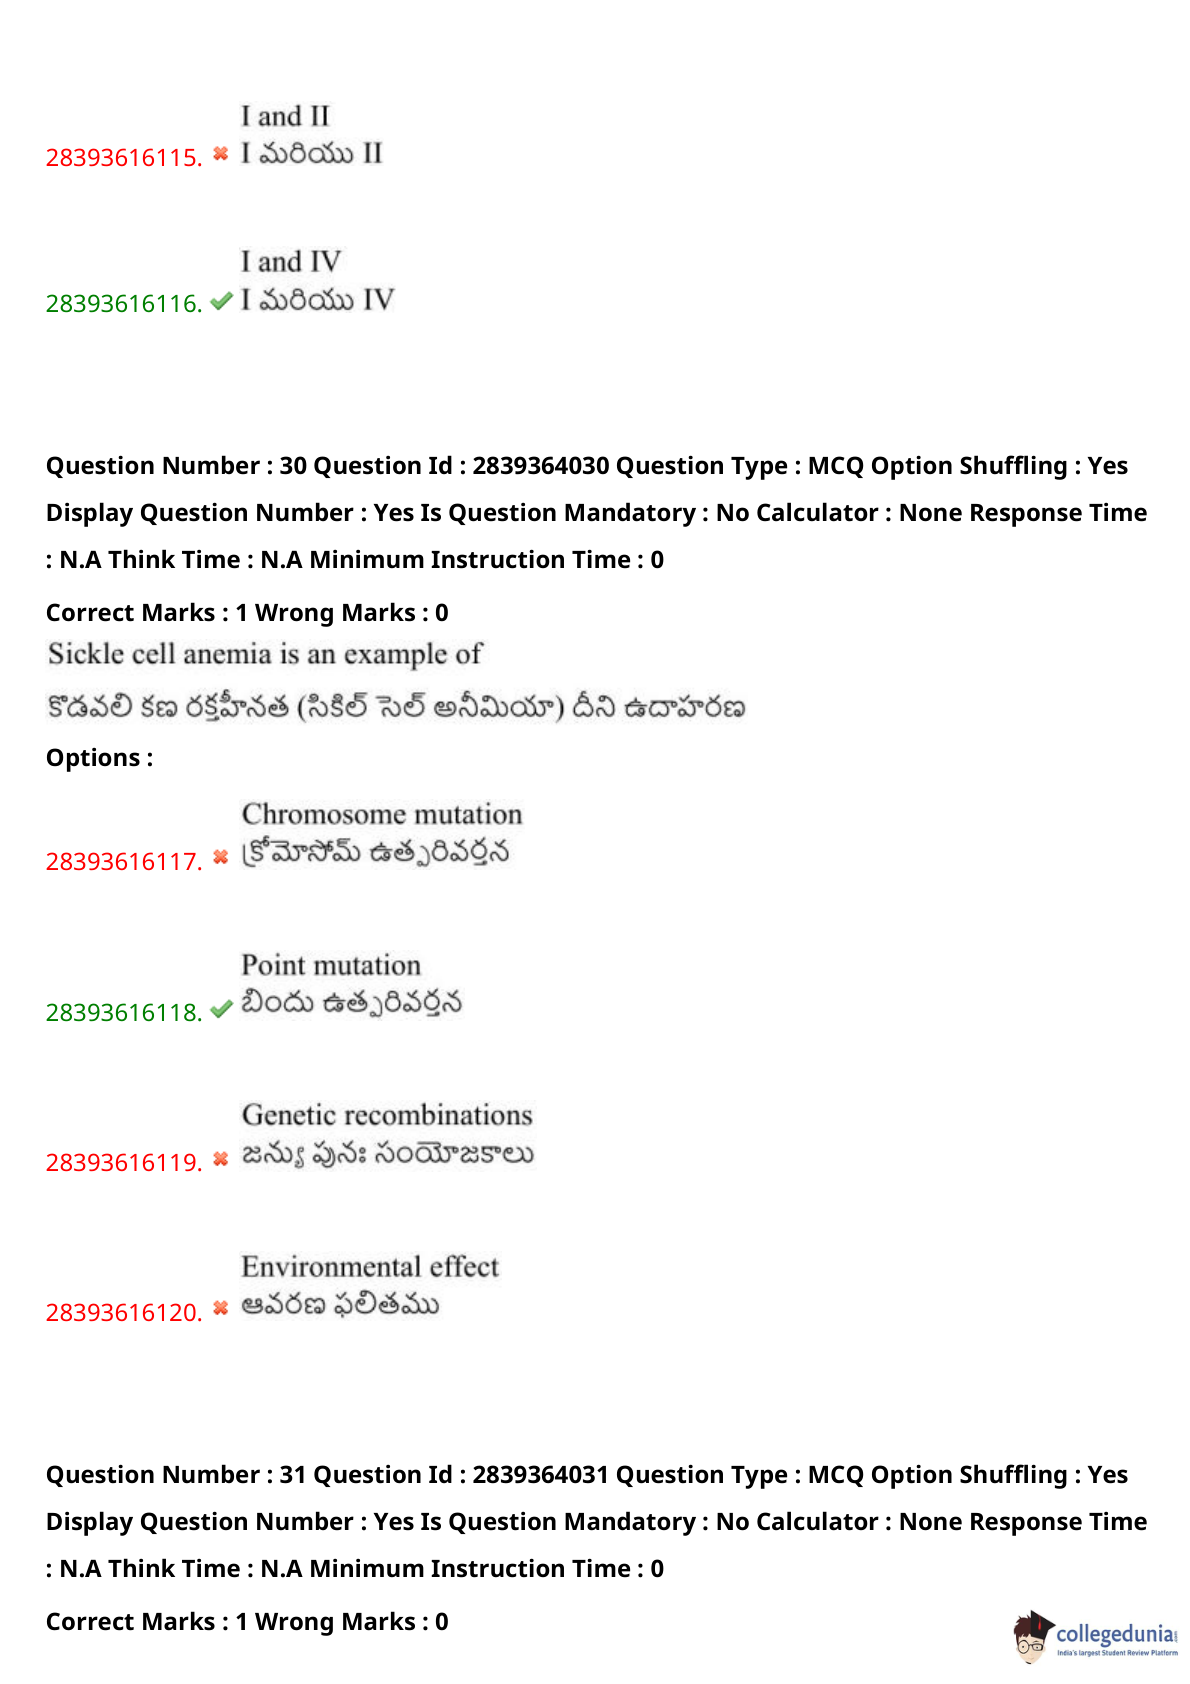 I and II
28393616115. I మరియు II
I and IV
28393616116. I మరియు IV
Question Number : 30 Question Id : 2839364030 Question Type : MCQ Option Shuffling : Yes
Display Question Number : Yes Is Question Mandatory : No Calculator : None Response Time
: N.A Think Time : N.A Minimum Instruction Time : 0
Correct Marks : 1 Wrong Marks : 0
Sickle cell anemia is an example of
కొడవలి కణ రక్తహీనత (సికిల్ సెల్ అనీమియా) దీని ఉదాహరణ
Options :
Chromosome mutation
28393616117. క్రోమోసోమ్ ఉత్పరివర్తన
Point mutation
28393616118. బిందు ఉత్పరివర్తన
Genetic recombinations
28393616119. జన్యు పునః సంయోజకాలు
Environmental effect
28393616120. ఆవరణ ఫలితము
Question Number : 31 Question Id : 2839364031 Question Type : MCQ Option Shuffling : Yes
Display Question Number : Yes Is Question Mandatory : No Calculator : None Response Time
: N.A Think Time : N.A Minimum Instruction Time : 0
Correct Marks : 1 Wrong Marks : 0
collegedunia
India's largest Student Review Platform